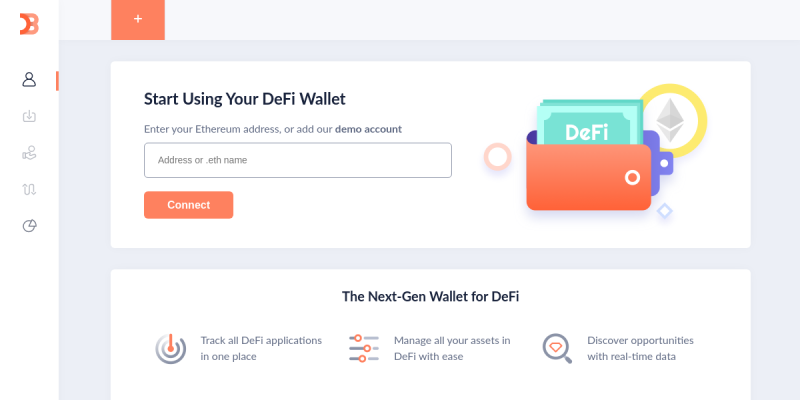 +
Start Using Your DeFi Wallet
Enter your Ethereum address, or add our demo account
Address or .eth name
Connect
DeFi
The Next-Gen Wallet for DeFi
Track all DeFi applications
in one place
Manage all your assets in
DeFi with ease
Discover opportunities
with real-time data